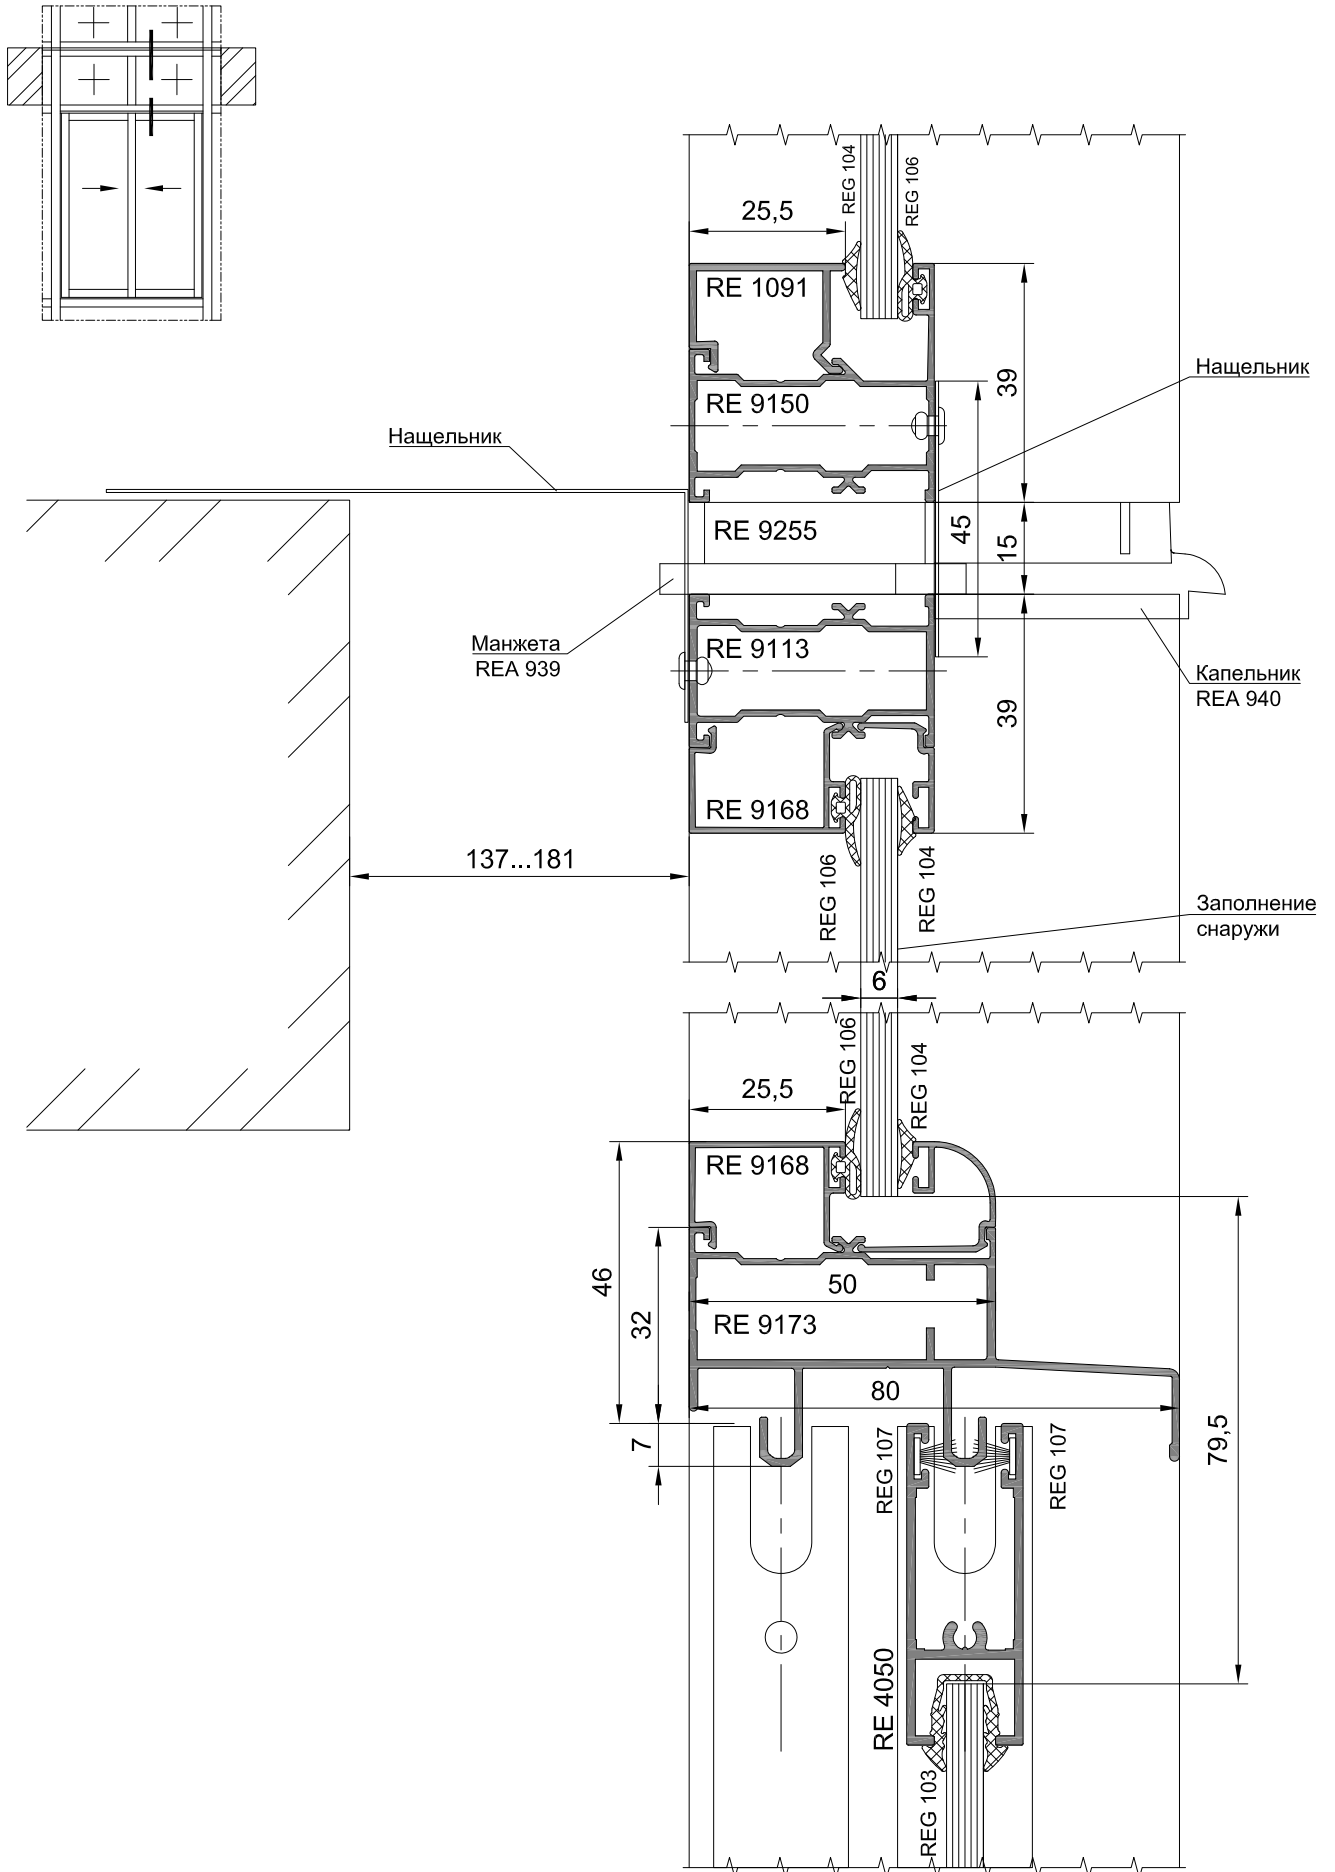 REG 104
REG 106
25,5
RE 1091
39
Нащельник
RE 9150
Нащельник
45
RE 9255
15
Манжета
REA 939
RE 9113
Капельник
REA 940
39
RE 9168
137...181
REG 106
REG 104
Заполнение
снаружи
6
REG 106
REG 104
25,5
RE 9168
46
32
50
RE 9173
80
7
REG 107
REG 107
79,5
RE 4050
REG 103